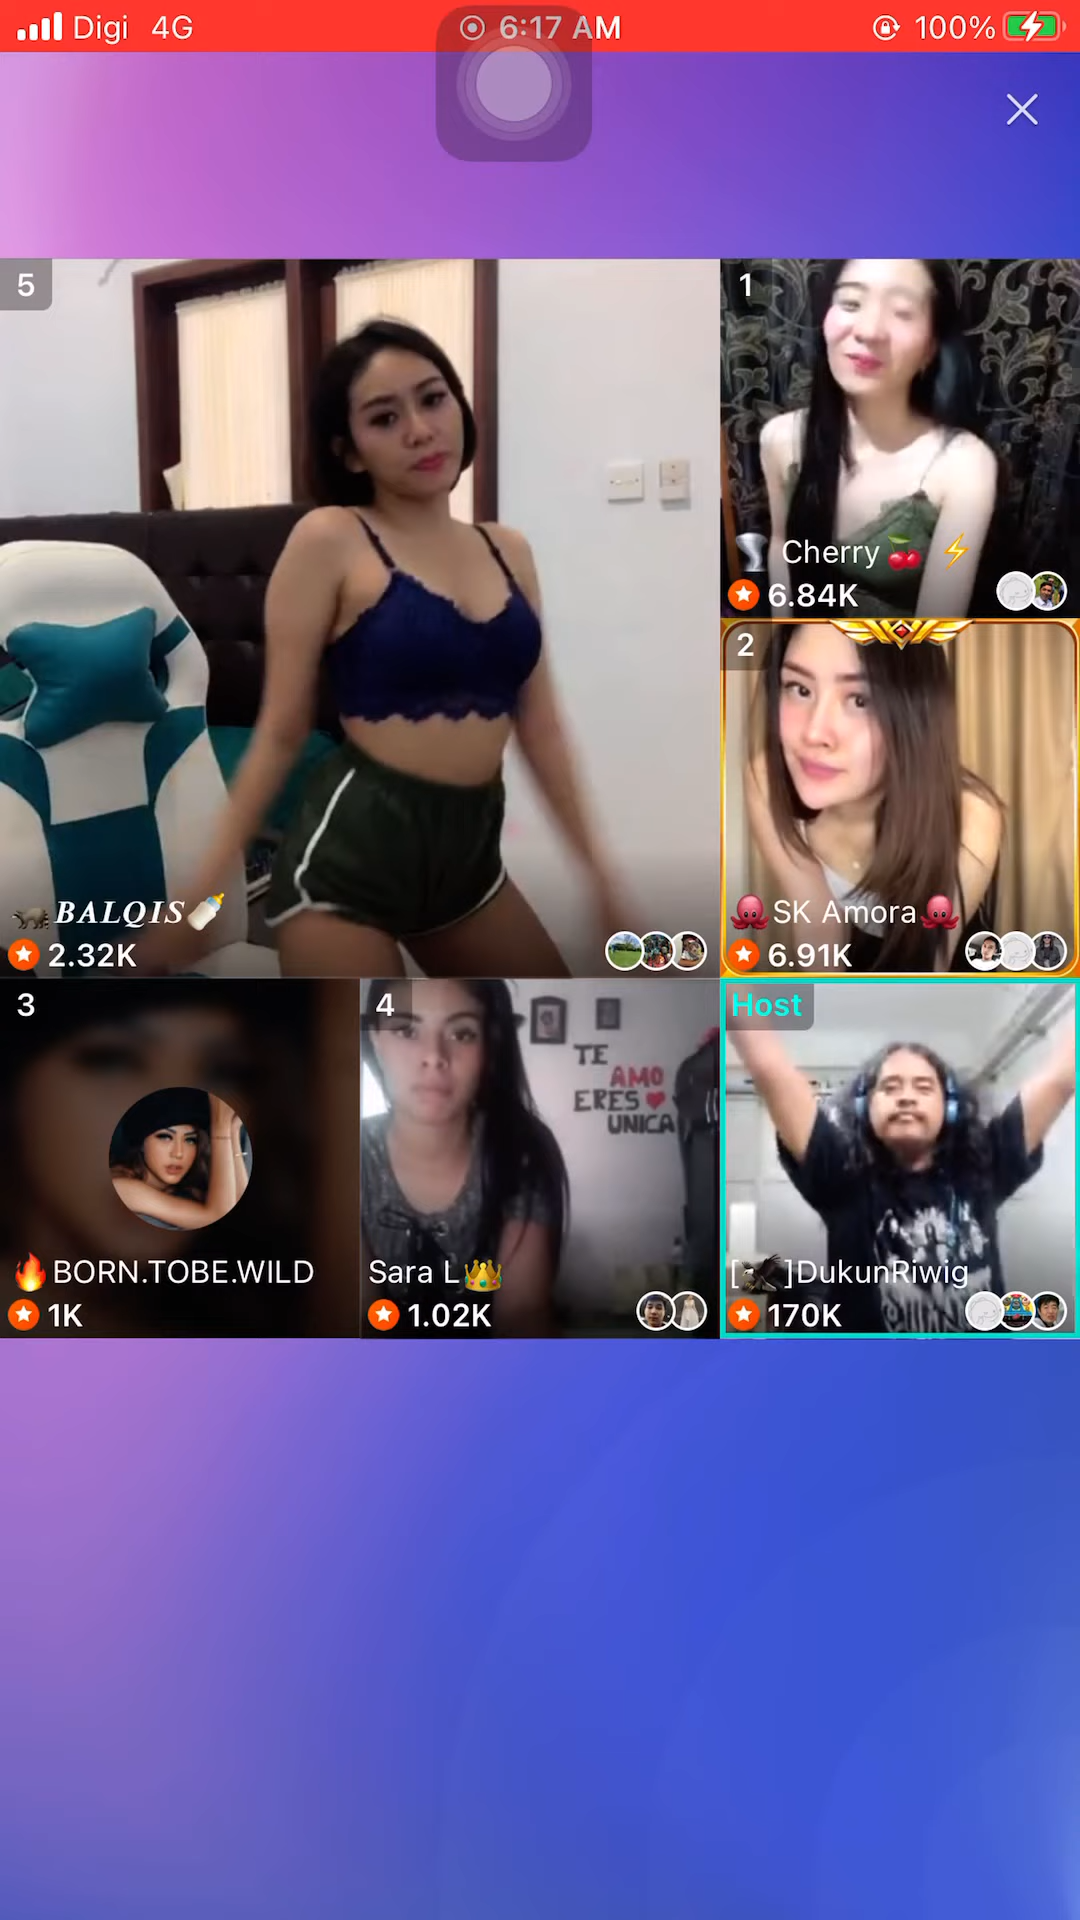 Digi 4G 6:17 AM 100%
5
BALQIS
2.32K
1
Cherry
6.84K
2
SK Amora
6.91K
3
BORN.TOBE.WILD
1K
4
TE
AMO
ERES
UNICA
Sara L
1.02K
Host
[ ]DukunRiwig
170K